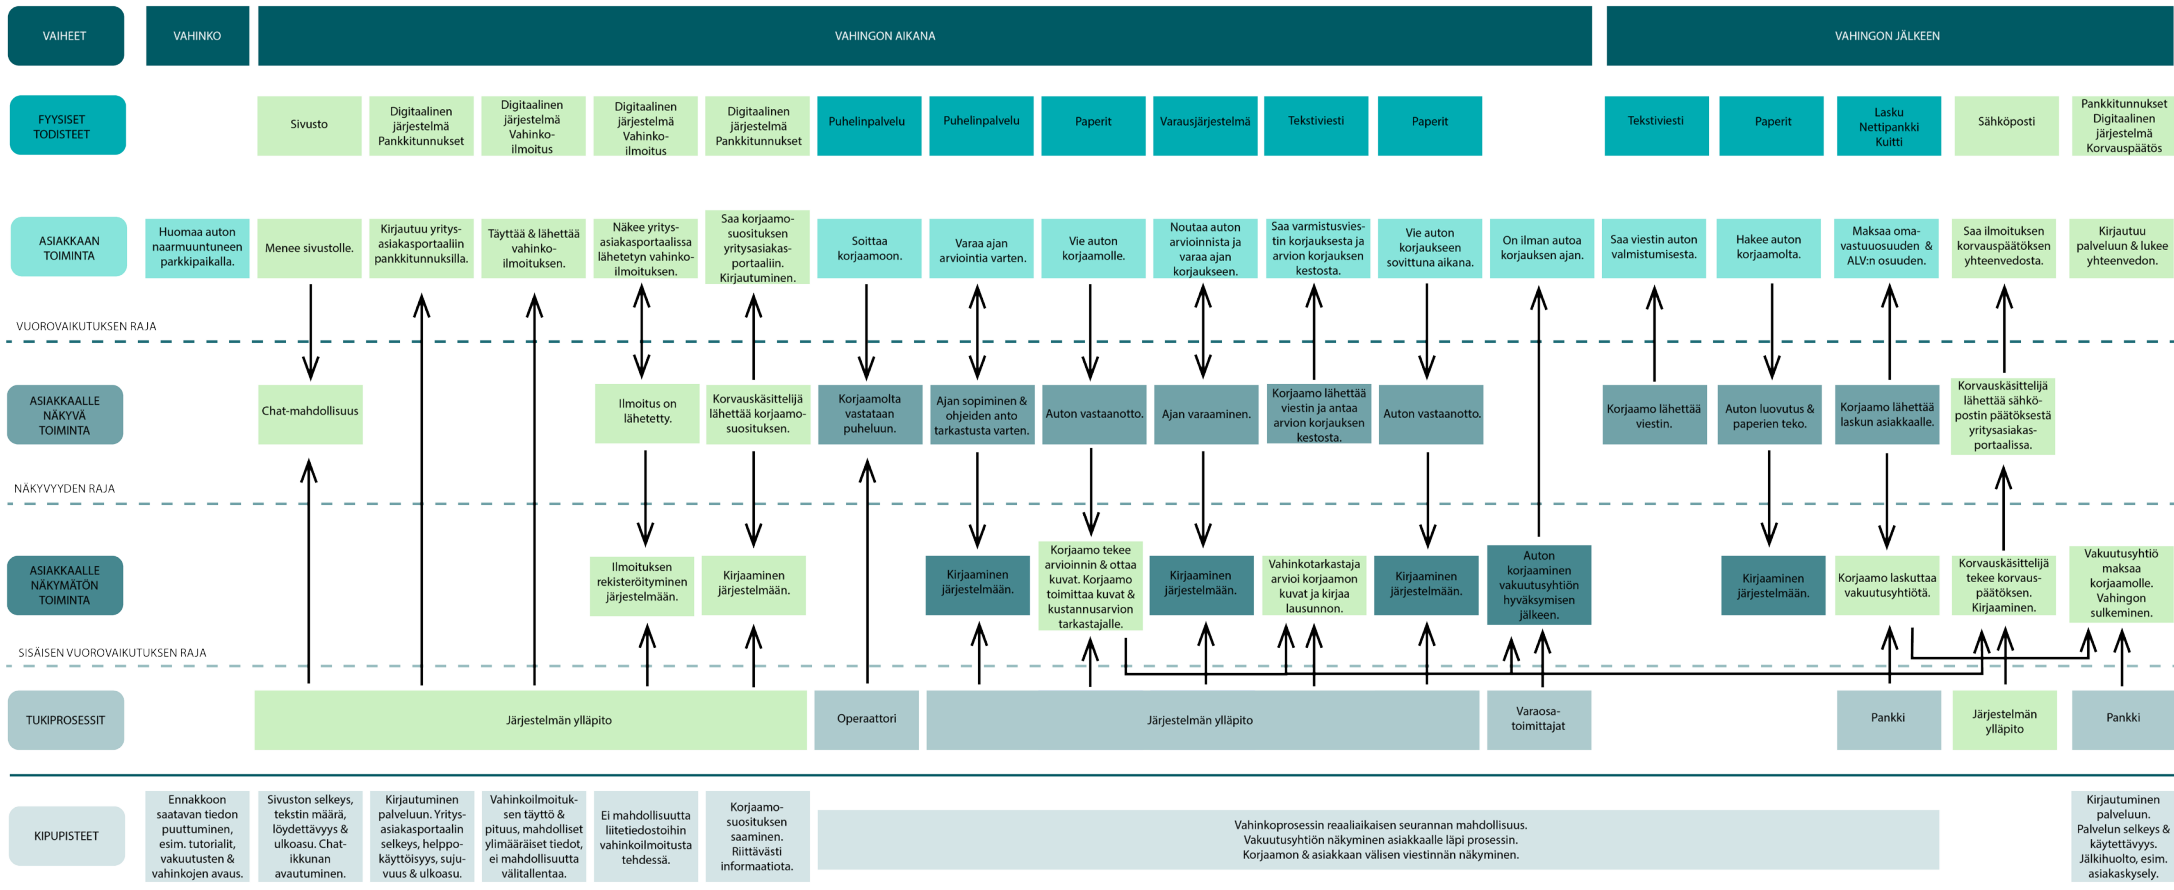 VAIHEET
VAHINKO
VAHINGON AIKANA
VAHINGON JÄLKEEN
FYYSISET
TODISTEET
Sivusto
Digitaalinen
järjestelmä
Pankkitunnukset
Digitaalinen
järjestelmä
Vahinko-
ilmoitus
Digitaalinen
järjestelmä
Vahinko-
ilmoitus
Digitaalinen
järjestelmä
Pankkitunnukset
Puhelinpalvelu
Puhelinpalvelu
Paperit
Varausjärjestelmä
Tekstiviesti
Paperit
Tekstiviesti
Paperit
Lasku
Nettipankki
Kuitti
Sähköposti
Pankkitunnukset
Digitaalinen
järjestelmä
Korvauspäätös
ASIAKKAAN
TOIMINTA
Huomaa auton
naarmuuntuneen
parkkipaikalla.
Menee sivustolle.
Kirjautuu yritys-
asiakasportaaliin
pankkitunnuksilla.
Täyttää & lähettää
vahinko-
ilmoituksen.
Näkee yritys-
asiakasportaalissa
lähetetyn vahinko-
ilmoituksen.
Saa korjaamo-
suosituksen
yritysasiakas-
portaaliin.
Kirjautuminen.
Soittaa
korjaamoon.
Varaa ajan
arviointia varten.
Vie auton
korjaamolle.
Noutaa auton
arvioinnista ja
varaa ajan
korjaukseen.
Saa varmistusvies-
tin korjauksesta ja
arvion korjauksen
kestosta.
Vie auton
korjaukseen
sovittuna aikana.
On ilman autoa
korjauksen ajan.
Saa viestin auton
valmistumisesta.
Hakee auton
korjaamolta.
Maksaa oma-
vastuuosuuden &
ALV:n osuuden.
Saa ilmoituksen
korvauspäätöksen
yhteenvedosta.
Kirjautuu
palveluun & lukee
yhteenvedon.
VUOROVAIKUTUKSEN RAJA
ASIAKKAALLE
NÄKYVÄ
TOIMINTA
Chat-mahdollisuus
Ilmoitus on
lähetetty.
Korvauskäsittelijä
lähettää korjaamo-
suosituksen.
Korjaamolta
vastataan
puheluun.
Ajan sopiminen &
ohjeiden anto
tarkastusta varten.
Auton vastaanotto.
Ajan varaaminen.
Korjaamo lähettää
viestin ja antaa
arvion korjauksen
kestosta.
Auton vastaanotto.
Korjaamo lähettää
viestin.
Auton luovutus &
paperien teko.
Korjaamo lähettää
laskun asiakkaalle.
Korvauskäsittelijä
lähettää sähkö-
postin päätöksestä
yritysasiakas-
portaalissa.
NÄKYVYYDEN RAJA
ASIAKKAALLE
NÄKYMÄTÖN
TOIMINTA
Ilmoituksen
rekisteröityminen
järjestelmään.
Kirjaaminen
järjestelmään.
Kirjaaminen
järjestelmään.
Korjaamo tekee
arvioinnin & ottaa
kuvat. Korjaamo
toimittaa kuvat &
kustannusarvion
tarkastajalle.
Kirjaaminen
järjestelmään.
Vahinkotarkastaja
arvioi korjaamon
kuvat ja kirjaa
lausunnon.
Kirjaaminen
järjestelmään.
Auton
korjaaminen
vakuutusyhtiön
hyväksymisen
jälkeen.
Kirjaaminen
järjestelmään.
Korjaamo laskuttaa
vakuutusyhtiötä.
Korvauskäsittelijä
tekee korvaus-
päätöksen.
Kirjaaminen.
Vakuutusyhtiö
maksaa
korjaamolle.
Vahingon
sulkeminen.
SISÄISEN VUOROVAIKUTUKSEN RAJA
TUKIPROSESSIT
Järjestelmän ylläpito
Operaattori
Järjestelmän ylläpito
Varaosa-
toimittajat
Pankki
Järjestelmän
ylläpito
Pankki
KIPUPISTEET
Ennakkoon
saatavan tiedon
puuttuminen,
esim. tutorialit,
vakuutusten &
vahinkojen avaus.
Sivuston selkeys,
tekstin määrä,
löydettävyys &
ulkoasu. Chat-
ikkunan
avautuminen.
Kirjautuminen
palveluun. Yritys-
asiakasportaalin
selkeys, helppo-
käyttöisyys, suju-
vuus & ulkoasu.
Vahinkoilmoituk-
sen täyttö &
pituus, mahdolliset
ylimääräiset tiedot,
ei mahdollisuutta
välitallentaa.
Ei mahdollisuutta
liitetiedostoihin
vahinkoilmoitusta
tehdessä.
Korjaamo-
suosituksen
saaminen.
Riittävästi
informaatiota.
Vahinkoprosessin reaaliaikaisen seurannan mahdollisuus.
Vakuutusyhtiön näkyminen asiakkaalle läpi prosessin.
Korjaamon & asiakkaan välisen viestinnän näkyminen.
Kirjautuminen
palveluun.
Palvelun selkeys &
käytettävyys.
Jälkihuolto, esim.
asiakaskysely.